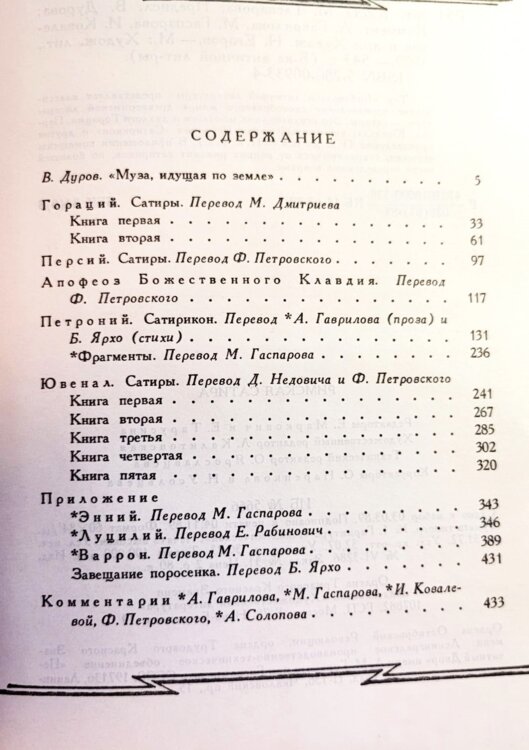 СОДЕРЖАНИЕ
В. Дуров. «Муза, идущая по земле» . . . . . . . . . . 5
Гораций. Сатиры. Перевод М. Дмитриева
Книга первая . . . . . . . . . . . . . . . . 33
Книга вторая . . . . . . . . . . . . . . . . 61
Персий. Сатиры. Перевод Ф. Петровского . . . . . . . . 97
Апофеоз Божественного Клавдия. Перевод
Ф. Петровского . . . . . . . . . . . . . . . 117
Петроний. Сатирикон. Перевод *А. Гаврилова (проза) и
Б. Ярхо (стихи) . . . . . . . . . . . . . . . 131
*Фрагменты. Перевод М. Гаспарова . . . . . . . . . 236
Ювенал. Сатиры. Перевод Д. Недовича и Ф. Петровского
Книга первая . . . . . . . . . . . . . . . . 241
Книга вторая . . . . . . . . . . . . . . . . 267
Книга третья . . . . . . . . . . . . . . . . 285
Книга четвертая . . . . . . . . . . . . . . . 302
Книга пятая . . . . . . . . . . . . . . . . 320
Приложение
*Энний. Перевод М. Гаспарова . . . . . . . . . . 343
*Луцилий. Перевод Е. Рабинович . . . . . . . . . . 346
*Варрон. Перевод М. Гаспарова . . . . . . . . . . 389
Завещание поросенка. Перевод Б. Ярхо . . . . . . . . 431
Комментарии *А. Гаврилова, *М. Гаспарова, *И. Ковале-
вой, Ф. Петровского, *А. Солопова . . . . . . . . . 433